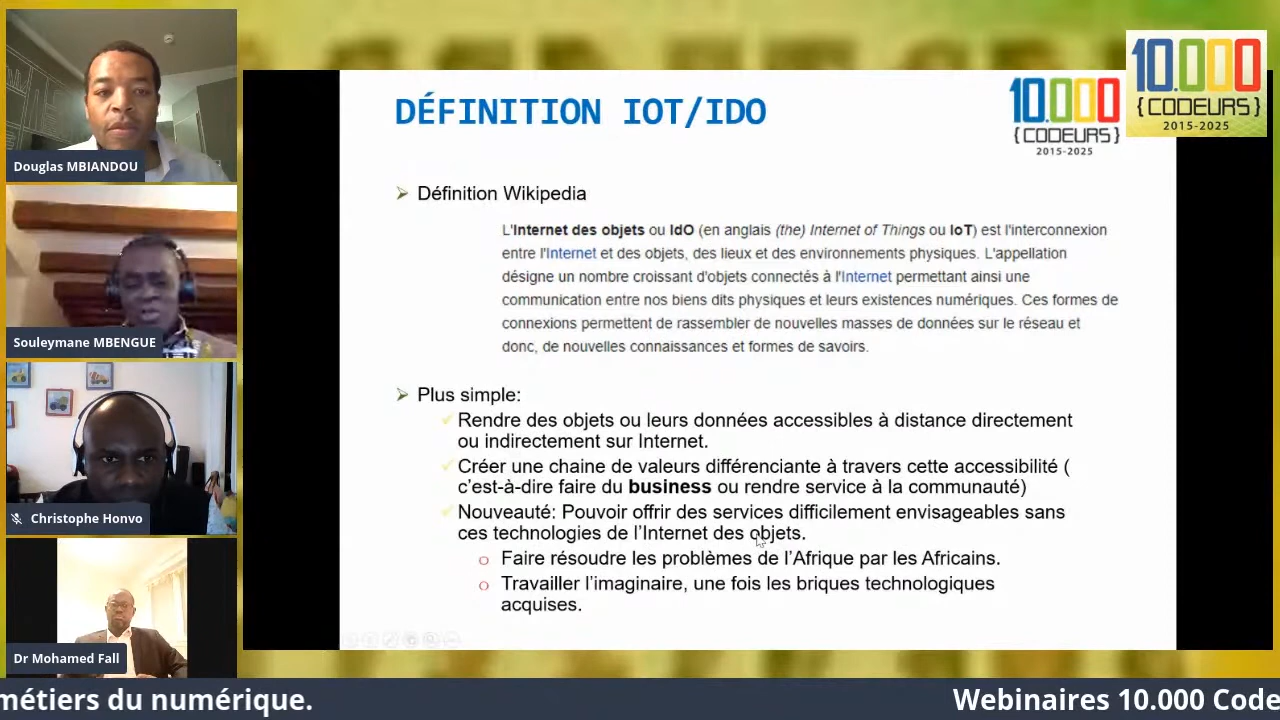 Douglas MBIANDOU
Souleymane MBENGUE
Christophe Honvo
Dr Mohamed Fall
DÉFINITION IOT/IDO
10.000
{CODEURS}
2015-2025
10.000
{CODEURS}
2015-2025
Définition Wikipedia
L'Internet des objets ou IdO (en anglais (the) Internet of Things ou IoT) est l'interconnexion
entre l'Internet et des objets, des lieux et des environnements physiques. L'appellation
désigne un nombre croissant d'objets connectés à l'Internet permettant ainsi une
communication entre nos biens dits physiques et leurs existences numériques. Ces formes de
connexions permettent de rassembler de nouvelles masses de données sur le réseau et
donc, de nouvelles connaissances et formes de savoirs.
Plus simple:
Rendre des objets ou leurs données accessibles à distance directement
ou indirectement sur Internet.
Créer une chaine de valeurs différenciante à travers cette accessibilité (
c'est-à-dire faire du business ou rendre service à la communauté)
Nouveauté: Pouvoir offrir des services difficilement envisageables sans
ces technologies de l'Internet des objets.
Faire résoudre les problèmes de l'Afrique par les Africains.
Travailler l'imaginaire, une fois les briques technologiques
acquises.
métiers du numérique.
Webinaires 10.000 Code